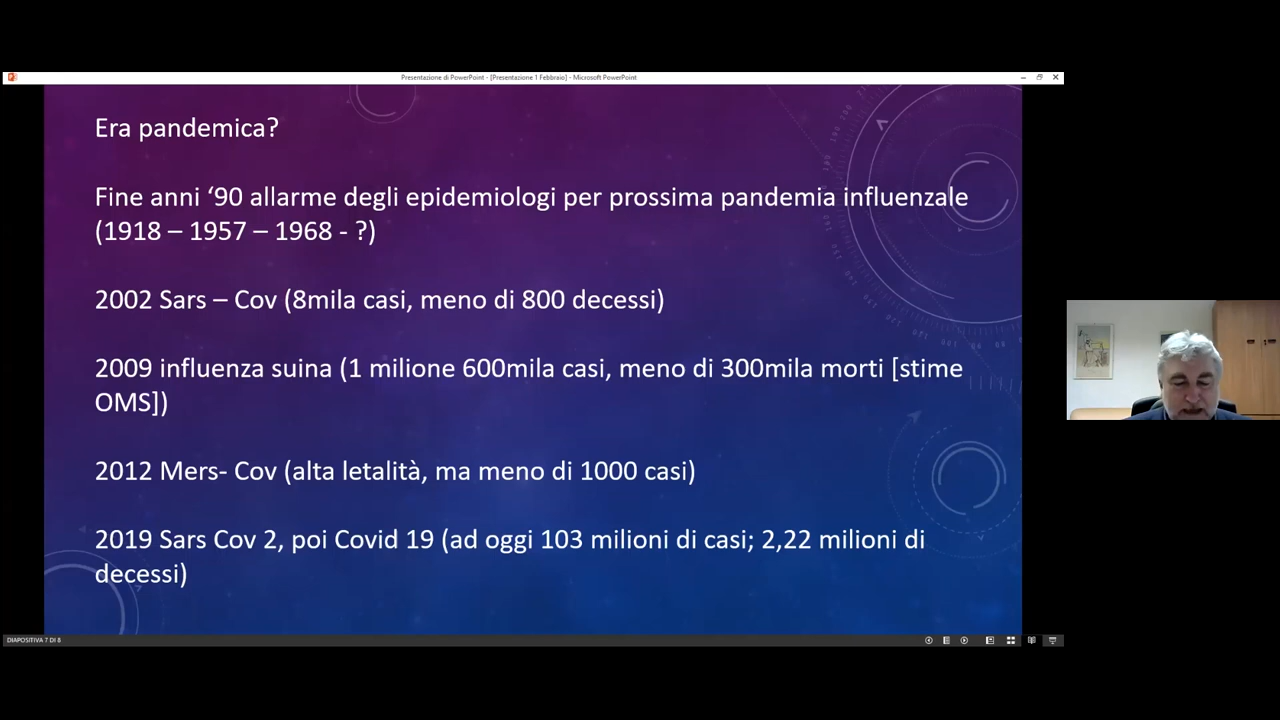 Presentazione di PowerPoint - [Presentazione 1 Febbraio] - Microsoft PowerPoint
Era pandemica?
Fine anni ‘90 allarme degli epidemiologi per prossima pandemia influenzale
(1918 – 1957 – 1968 - ?)
2002 Sars – Cov (8mila casi, meno di 800 decessi)
2009 influenza suina (1 milione 600mila casi, meno di 300mila morti [stime
OMS])
2012 Mers- Cov (alta letalità, ma meno di 1000 casi)
2019 Sars Cov 2, poi Covid 19 (ad oggi 103 milioni di casi; 2,22 milioni di
decessi)
DIAPOSITIVA 7 DI 8